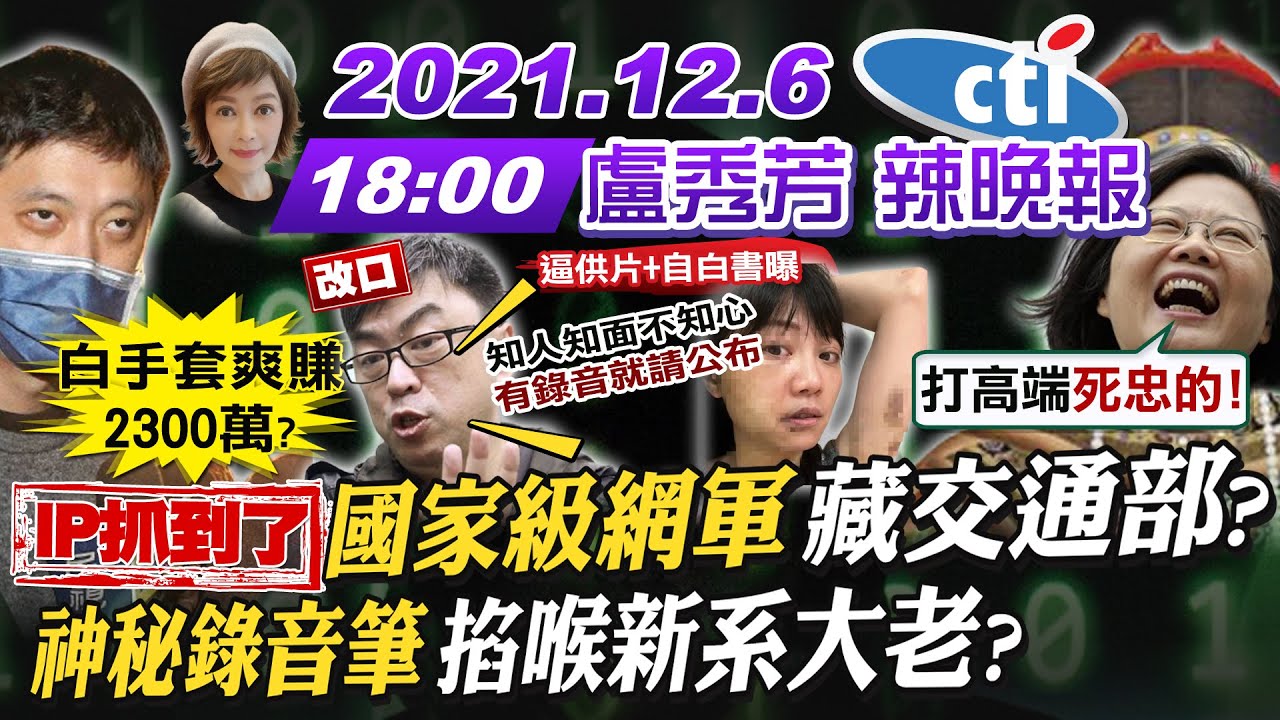 2021.12.6
cti
18:00 盧秀芳 辣晚報
改口
逼供片+自白書曝
知人知面不知心
有錄音就請公布
白手套爽賺
2300萬?
打高端死忠的!
IP抓到了 國家級網軍 藏交通部?
神秘錄音筆 掐喉新系大老?